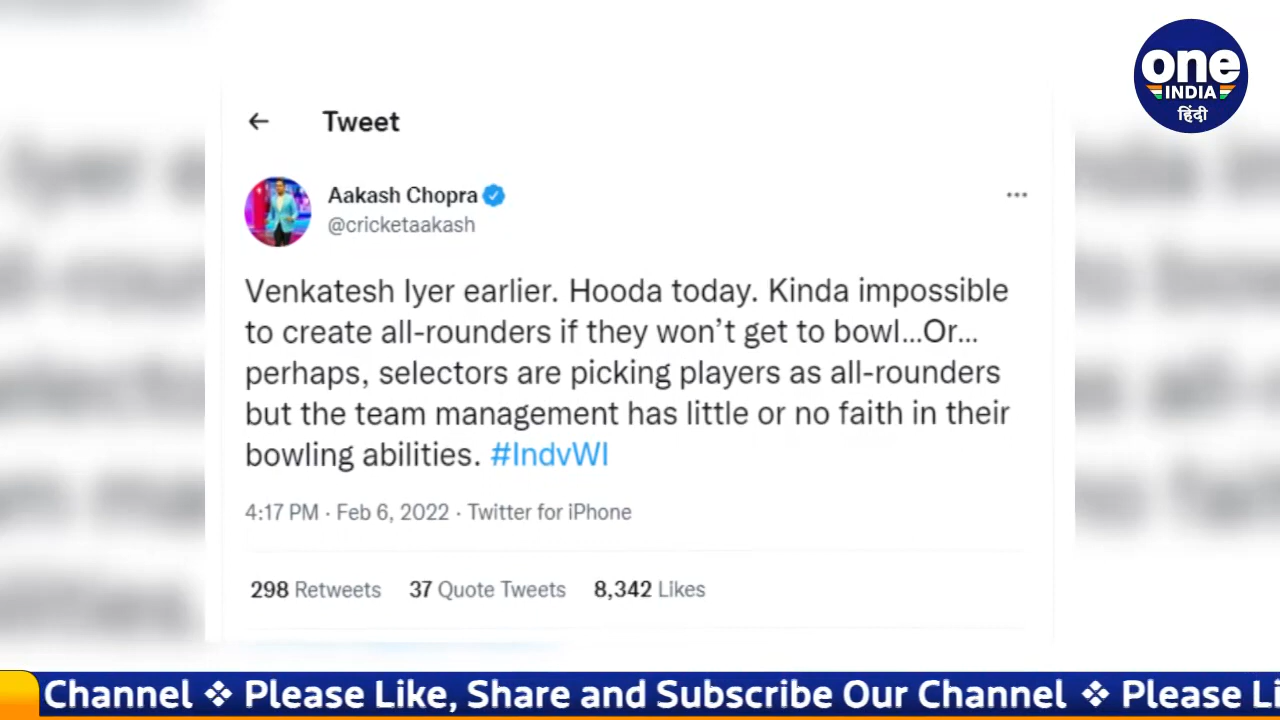 one
INDIA
हिंदी
Tweet
Aakash Chopra
@cricketaakash
Venkatesh Iyer earlier. Hooda today. Kinda impossible
to create all-rounders if they won't get to bowl...Or...
perhaps, selectors are picking players as all-rounders
but the team management has little or no faith in their
bowling abilities. #IndvWI
4:17 PM · Feb 6, 2022 · Twitter for iPhone
298 Retweets 37 Quote Tweets 8,342 Likes
Channel ❖ Please Like, Share and Subscribe Our Channel ❖ Please Li